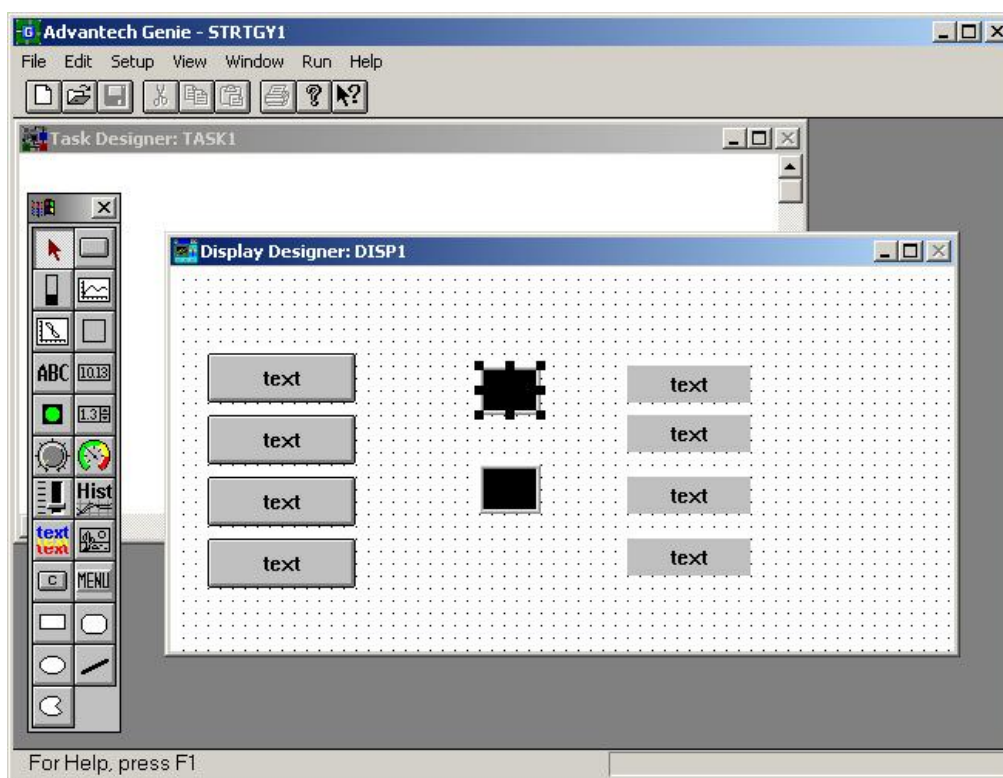 Advantech Genie - STRTGY1
File Edit Setup View Window Run Help
Task Designer: TASK1
Display Designer: DISP1
ABC 10.13
1.3
Hist
text
text
C MENU
text
text
text
text
text
text
text
text
For Help, press F1